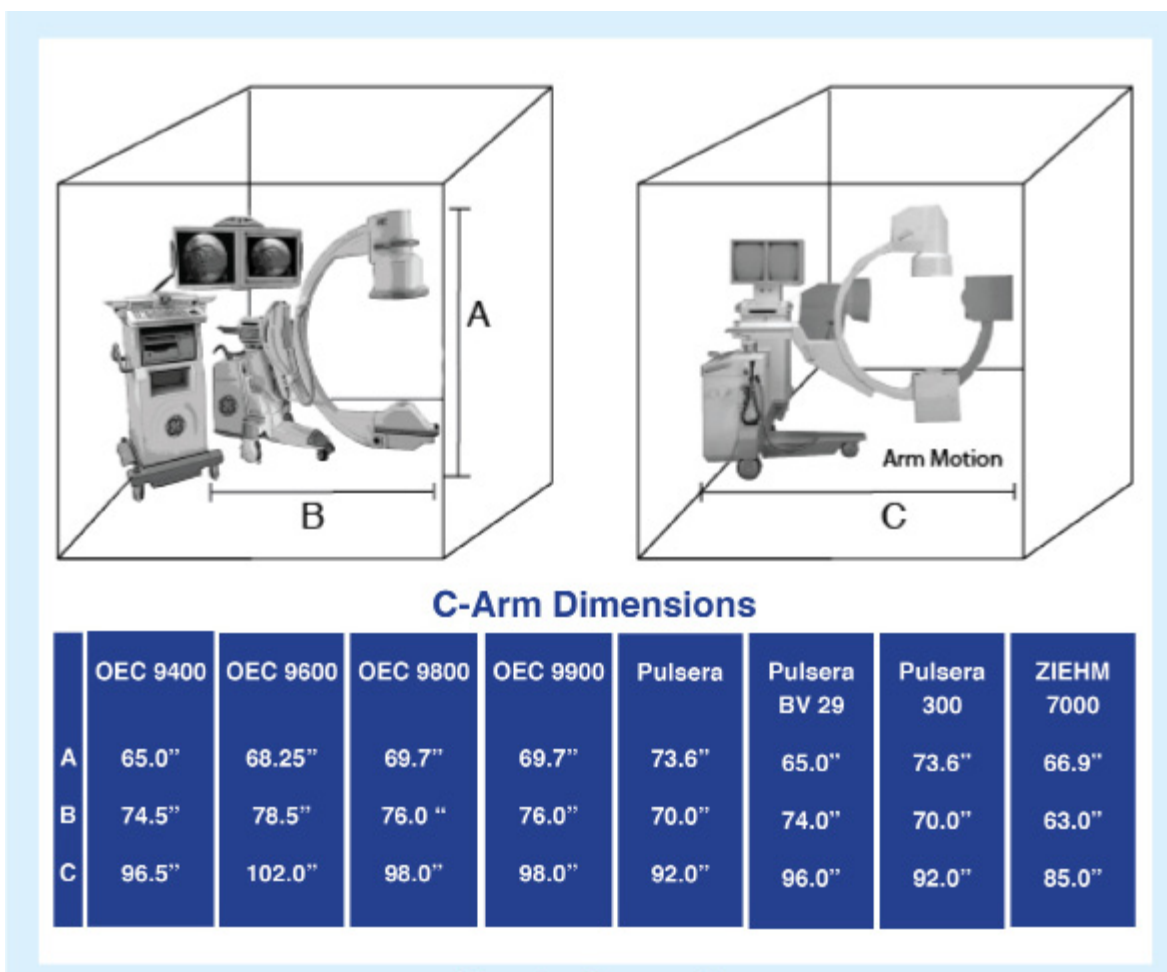 A
B
Arm Motion
C
C-Arm Dimensions
OEC 9400 OEC 9600 OEC 9800 OEC 9900 Pulsera Pulsera BV 29 Pulsera 300 ZIEHM 7000
A 65.0” 68.25” 69.7” 69.7” 73.6” 65.0” 73.6” 66.9”
B 74.5” 78.5” 76.0 “ 76.0” 70.0” 74.0” 70.0” 63.0”
C 96.5” 102.0” 98.0” 98.0” 92.0” 96.0” 92.0” 85.0”